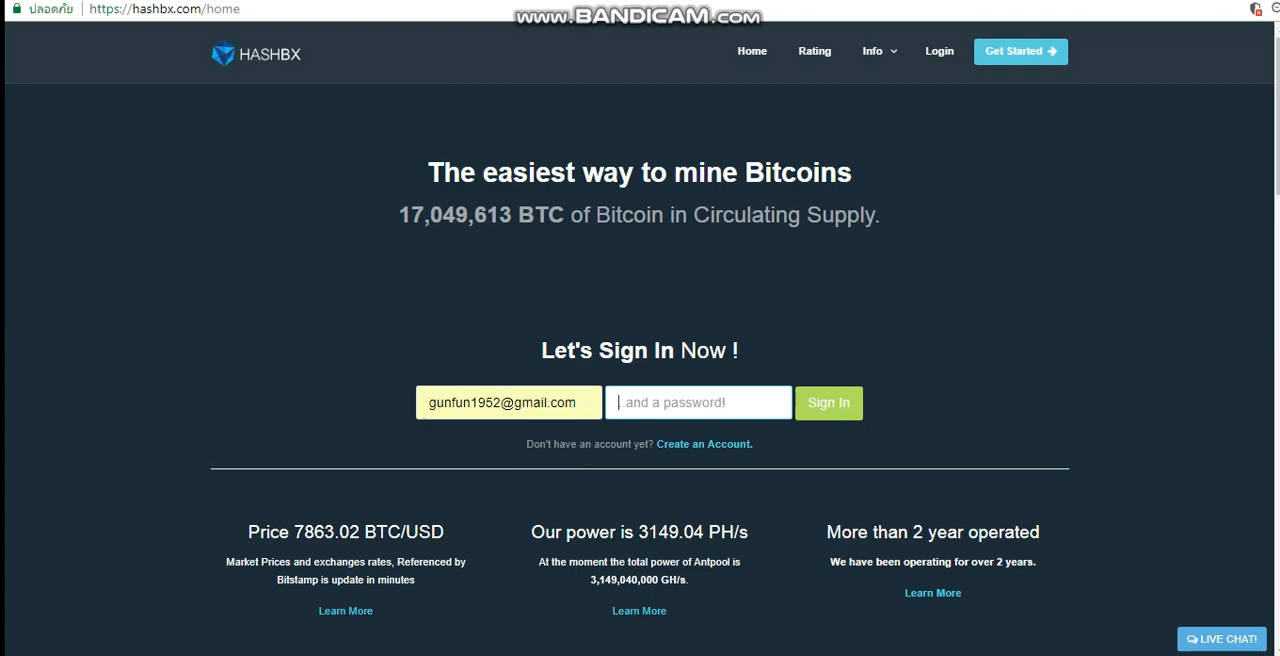 ปลอดภัย https://hashbx.com/home
www.BANDICAM.com
HASHBX Home Rating Info Login Get Started
The easiest way to mine Bitcoins
17,049,613 BTC of Bitcoin in Circulating Supply.
Let's Sign In Now !
gunfun1952@gmail.com ..and a password! Sign In
Don't have an account yet? Create an Account.
Price 7863.02 BTC/USD
Market Prices and exchanges rates, Referenced by
Bitstamp is update in minutes
Learn More
Our power is 3149.04 PH/s
At the moment the total power of Antpool is
3,149,040,000 GH/s.
Learn More
More than 2 year operated
We have been operating for over 2 years.
Learn More
LIVE CHAT!